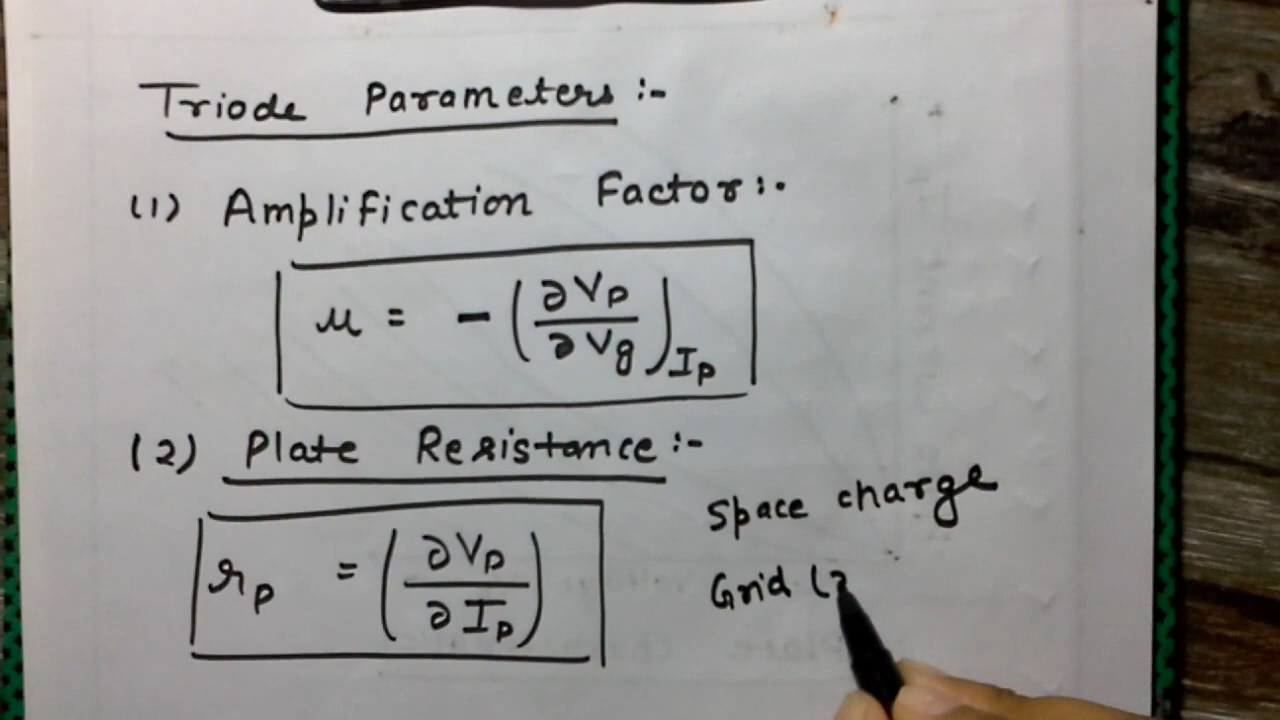 Triode Parameters :-
(1) Amplification Factor :-
μ = - (∂Vp/∂Vg)Ip
(2) Plate Resistance :-
rp = (∂Vp/∂Ip)
Space charge
Grid (